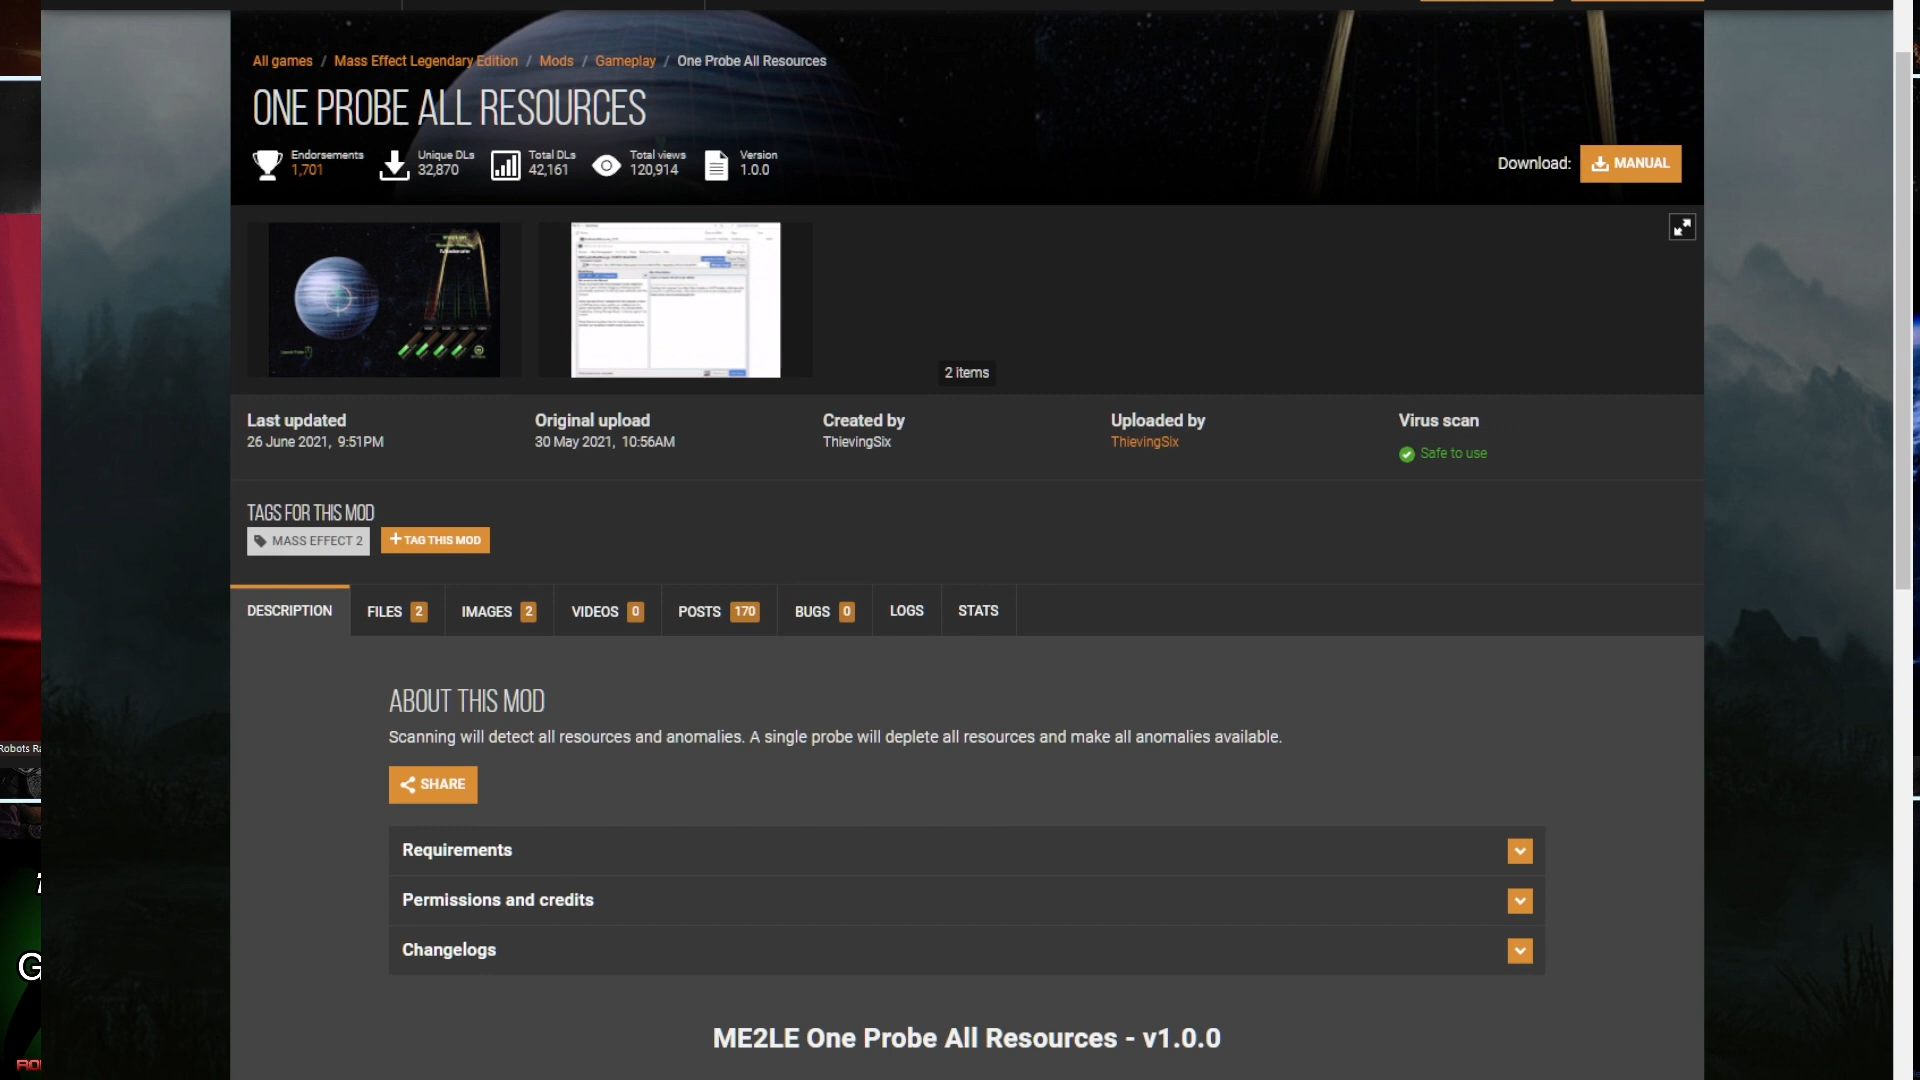 All games / Mass Effect Legendary Edition / Mods / Gameplay / One Probe All Resources
ONE PROBE ALL RESOURCES
Endorsements
1,701
Unique DLs
32,870
Total DLs
42,161
Total views
120,914
Version
1.0.0
Download:
MANUAL
2 items
Last updated
26 June 2021, 9:51PM
Original upload
30 May 2021, 10:56AM
Created by
ThievingSix
Uploaded by
ThievingSix
Virus scan
Safe to use
TAGS FOR THIS MOD
MASS EFFECT 2
TAG THIS MOD
DESCRIPTION
FILES 2
IMAGES 2
VIDEOS 0
POSTS 170
BUGS 0
LOGS
STATS
ABOUT THIS MOD
Scanning will detect all resources and anomalies. A single probe will deplete all resources and make all anomalies available.
SHARE
Requirements
Permissions and credits
Changelogs
ME2LE One Probe All Resources - v1.0.0
Robots
G